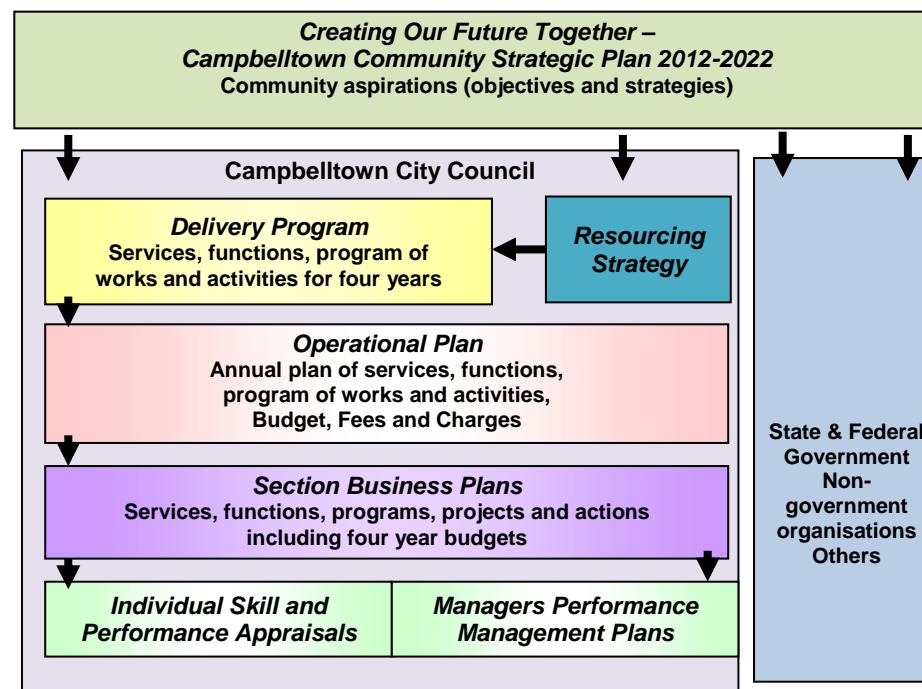 Creating Our Future Together –
Campbelltown Community Strategic Plan 2012-2022
Community aspirations (objectives and strategies)
Campbelltown City Council
Delivery Program
Services, functions, program of
works and activities for four years
Resourcing
Strategy
Operational Plan
Annual plan of services, functions,
program of works and activities,
Budget, Fees and Charges
Section Business Plans
Services, functions, programs, projects and actions
including four year budgets
Individual Skill and
Performance Appraisals
Managers Performance
Management Plans
State & Federal
Government
Non-
government
organisations
Others